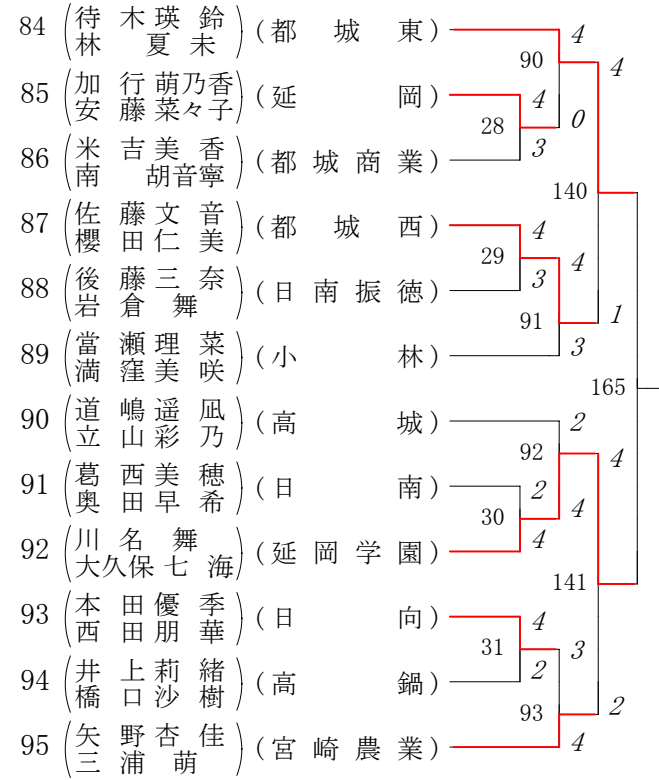 84 (待木瑛鈴 林夏未) (都城東) 4
90 4
85 (加行萌乃香 安藤菜々子) (延岡) 4 0
28
86 (米吉美香 南胡音寧) (都城商業) 3
140
87 (佐藤文音 櫻田仁美) (都城西) 4
29 4
88 (後藤三奈 岩倉舞) (日南振徳) 3
91 1
89 (當瀬理菜 満窪美咲) (小林) 3
165
90 (道嶋遥凪 立山彩乃) (高城) 2
92 4
91 (葛西美穂 奥田早希) (日南) 2
30 4
92 (川名舞 大久保七海) (延岡学園) 4
141
93 (本田優季 西田朋華) (日向) 4
31 3
94 (井上莉緒 橋口沙樹) (高鍋) 2
93 2
95 (矢野杏佳 三浦萌) (宮崎農業) 4